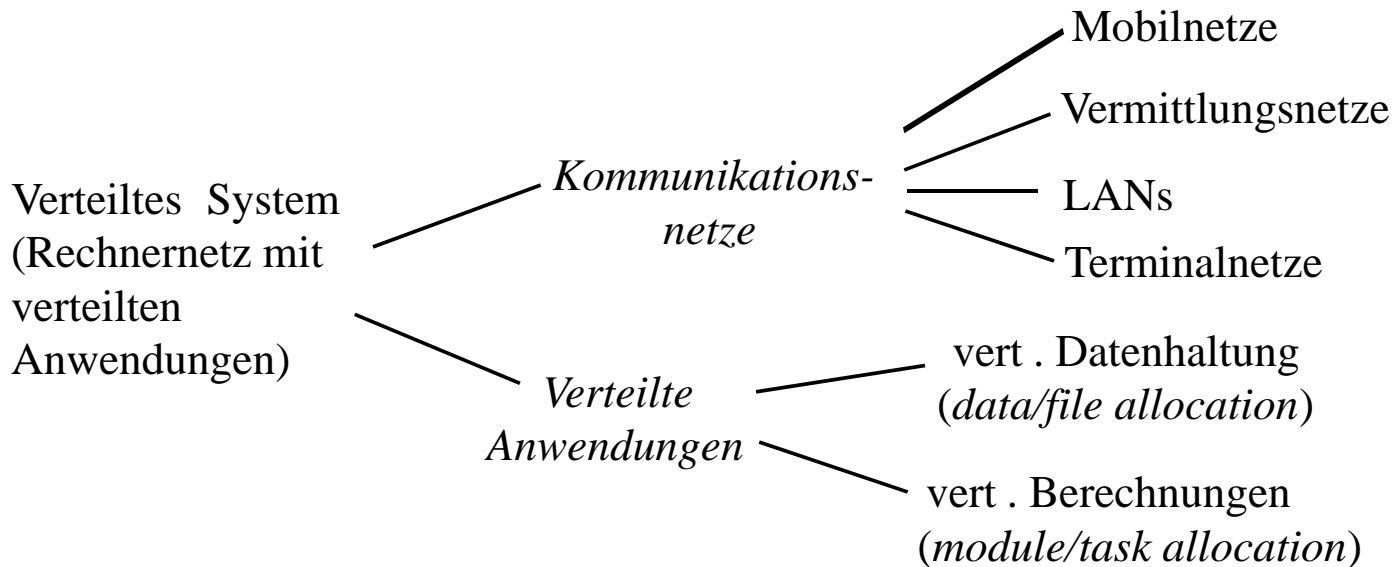 Verteiltes System
(Rechnernetz mit
verteilten
Anwendungen)
Kommunikations-
netze
Mobilnetze
Vermittlungsnetze
LANs
Terminalnetze
Verteilte
Anwendungen
vert . Datenhaltung
(data/file allocation)
vert . Berechnungen
(module/task allocation)